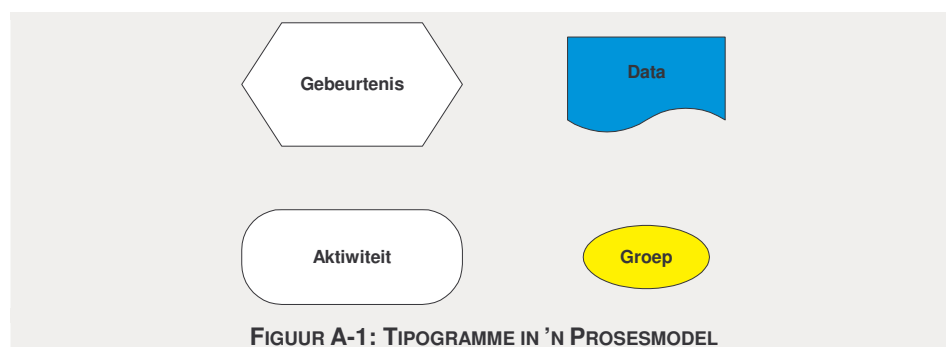 Gebeurtenis
Data
Aktiwiteit
Groep
FIGUUR A-1: TIPOGRAMME IN ’N PROSESMODEL